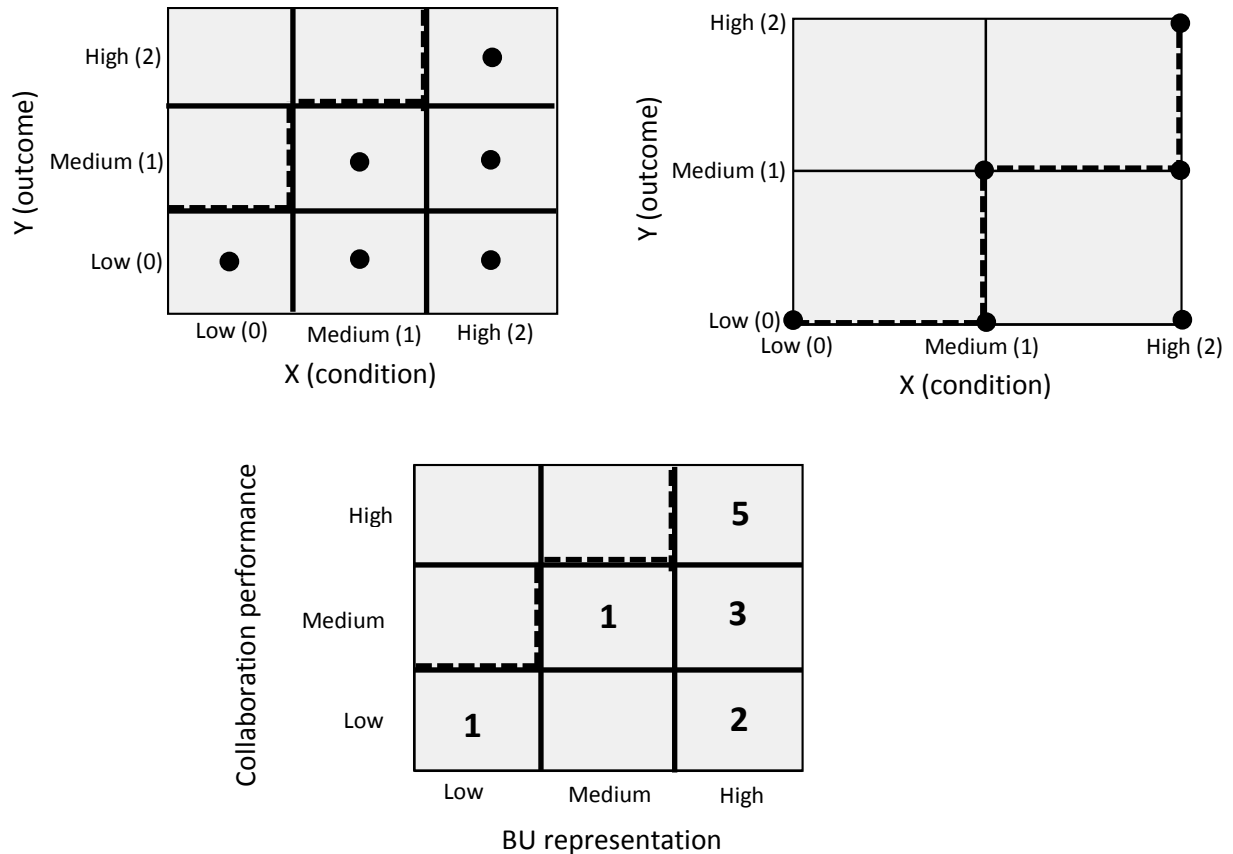 High (2)
Medium (1)
Low (0)
Y (outcome)
Low (0)
Medium (1)
High (2)
X (condition)
High (2)
Medium (1)
Low (0)
Y (outcome)
Low (0)
Medium (1)
High (2)
X (condition)
Collaboration performance
High
5
Medium
1
3
Low
1
2
Low
Medium
High
BU representation